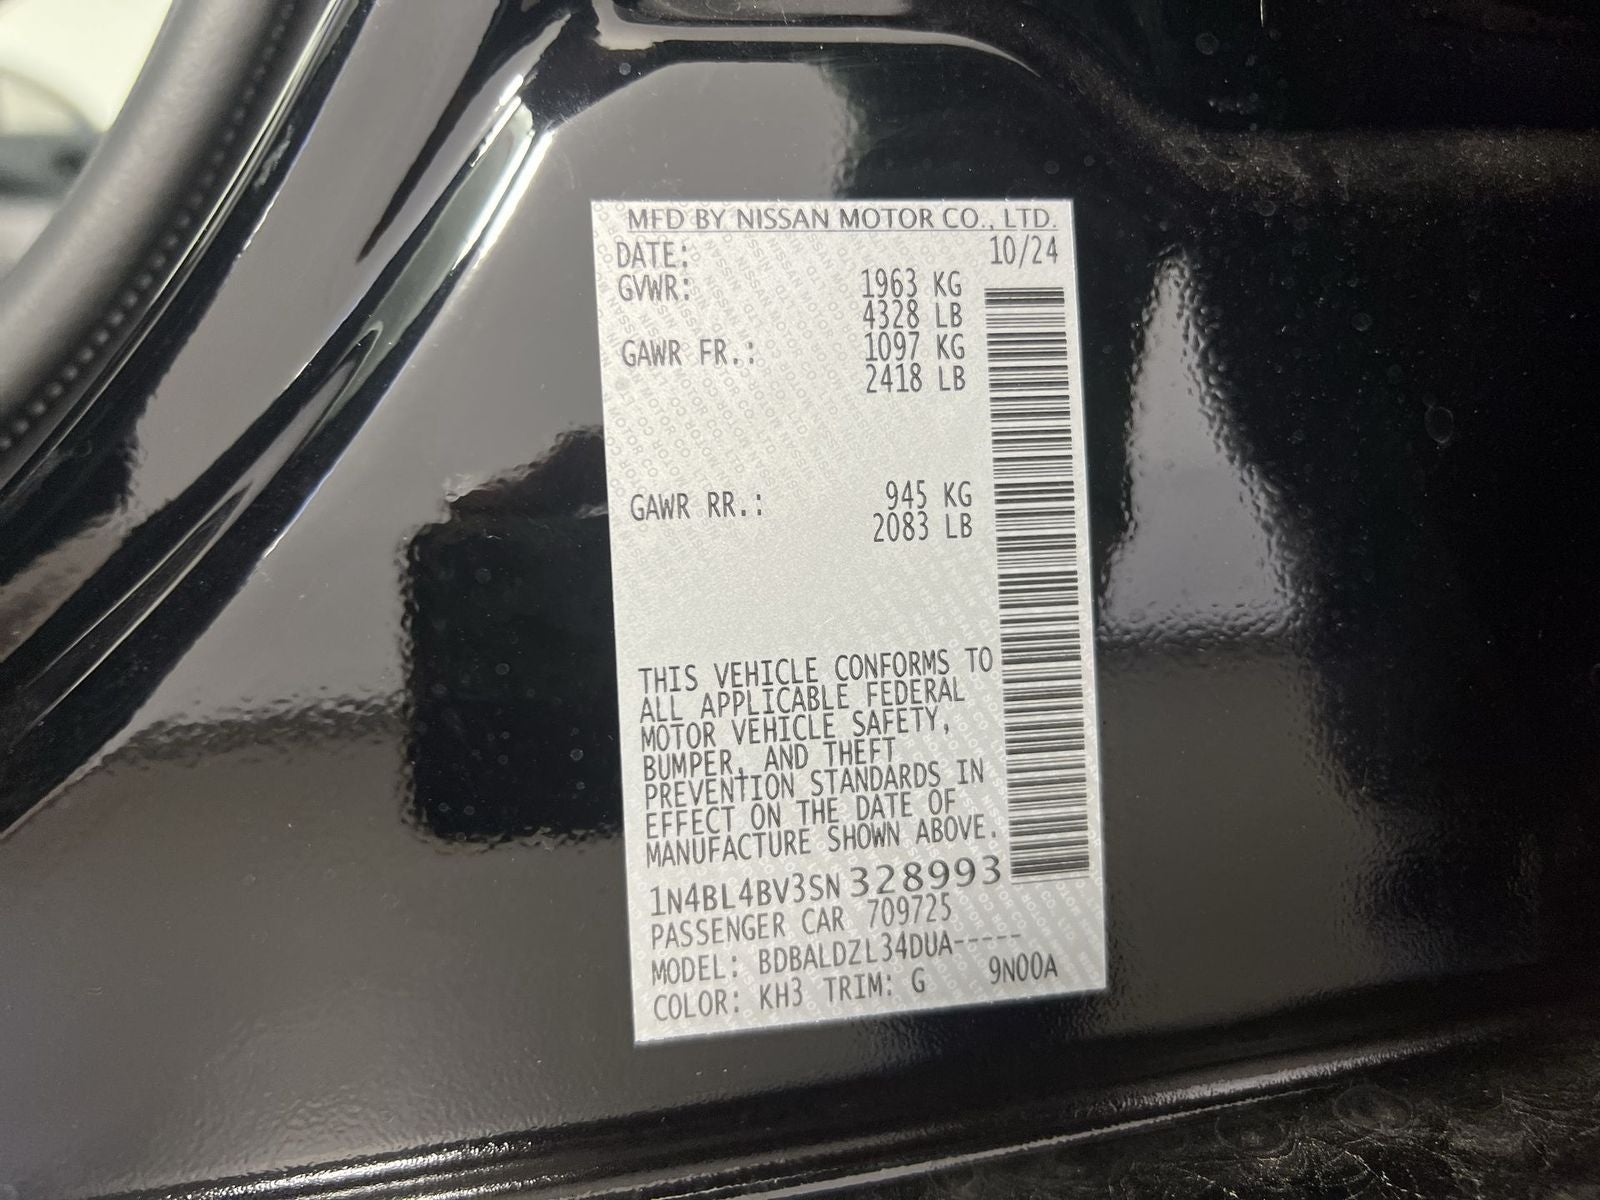 MFD BY NISSAN MOTOR CO., LTD.
DATE: 10/24
GVWR: 1963 KG
4328 LB
GAWR FR.: 1097 KG
2418 LB
GAWR RR.: 945 KG
2083 LB
THIS VEHICLE CONFORMS TO
ALL APPLICABLE FEDERAL
MOTOR VEHICLE SAFETY,
BUMPER, AND THEFT
PREVENTION STANDARDS IN
EFFECT ON THE DATE OF
MANUFACTURE SHOWN ABOVE.
1N4BL4BV3SN328993
PASSENGER CAR 709725
MODEL: BDBALDZL34DUA-----
COLOR: KH3 TRIM: G 9N00A